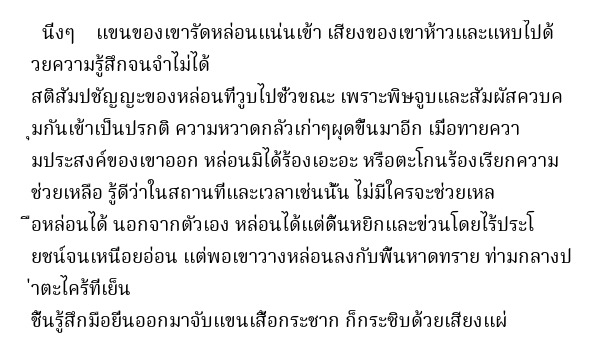 นิ่งๆ แขนของเขารัดหล่อนแน่นเข้า เสียงของเขาห้าวและแหบไปด้
วยความรู้สึกจนจำไม่ได้
สติสัมปชัญญะของหล่อนที่วูบไปชั่วขณะ เพราะพิษจูบและสัมผัสควบค
ุมกันเข้าเป็นปรกติ ความหวาดกลัวเก่าๆผุดขึ้นมาอีก เมื่อทายควา
มประสงค์ของเขาออก หล่อนมิได้ร้องเอะอะ หรือตะโกนร้องเรียกความ
ช่วยเหลือ รู้ดีว่าในสถานที่และเวลาเช่นนั้น ไม่มีใครจะช่วยเหล
ือหล่อนได้ นอกจากตัวเอง หล่อนได้แต่ดิ้นหยิกและข่วนโดยไร้ประโ
ยชน์จนเหนื่อยอ่อน แต่พอเขาวางหล่อนลงกับพื้นหาดทราย ท่ามกลางป
่าตะไคร้ที่เย็น
ชื้นรู้สึกมือยื่นออกมาจับแขนเสื้อกระชาก ก็กระซิบด้วยเสียงแผ่